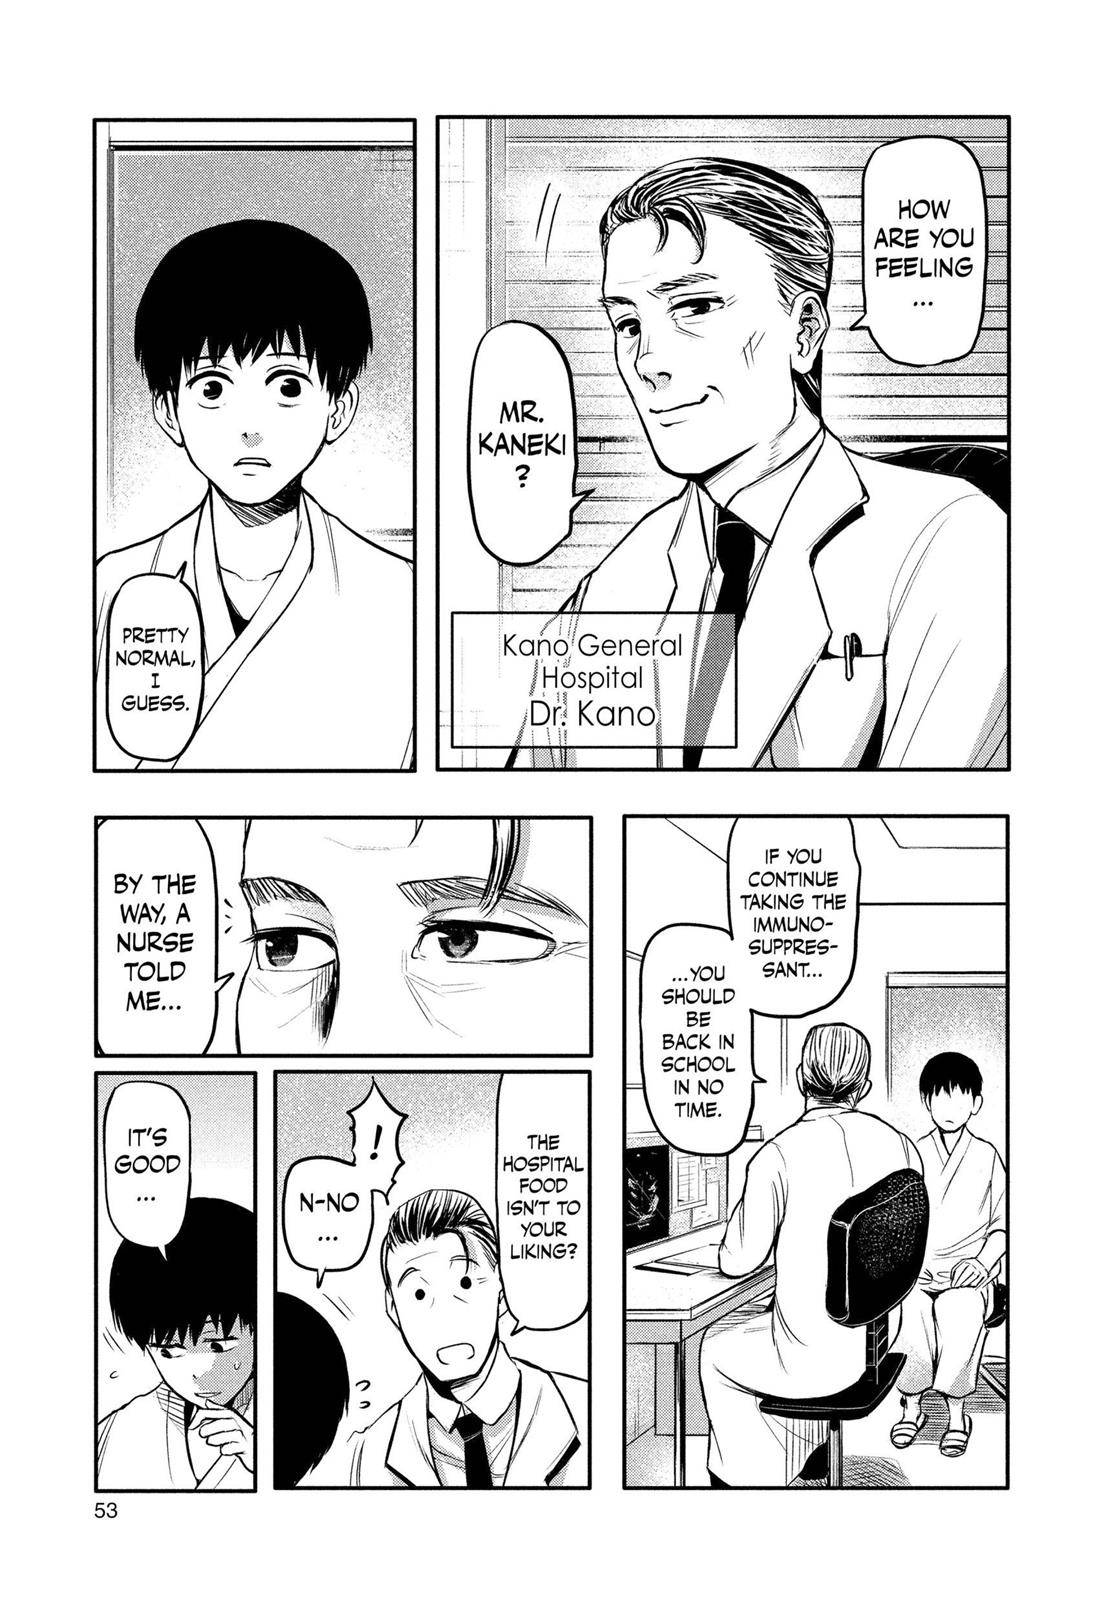 HOW
ARE YOU
FEELING
...
MR.
KANEKI
?
Kano General
Hospital
Dr. Kano
PRETTY
NORMAL,
I
GUESS.
IF YOU
CONTINUE
TAKING THE
IMMUNO-
SUPPRES-
SANT...
...YOU
SHOULD
BE
BACK IN
SCHOOL
IN NO
TIME.
BY THE
WAY, A
NURSE
TOLD
ME...
THE
HOSPITAL
FOOD
ISN'T TO
YOUR
LIKING?
!
N-NO
...
IT'S
GOOD
...
53